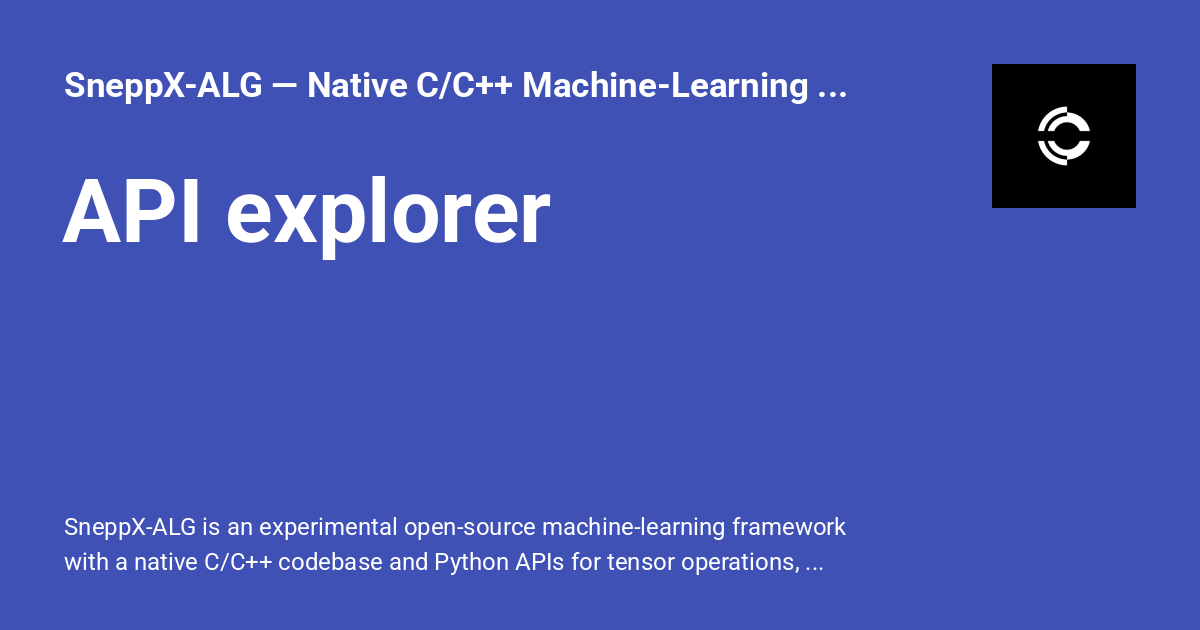 SneppX-ALG — Native C/C++ Machine-Learning ...
API explorer
SneppX-ALG is an experimental open-source machine-learning framework
with a native C/C++ codebase and Python APIs for tensor operations, ...